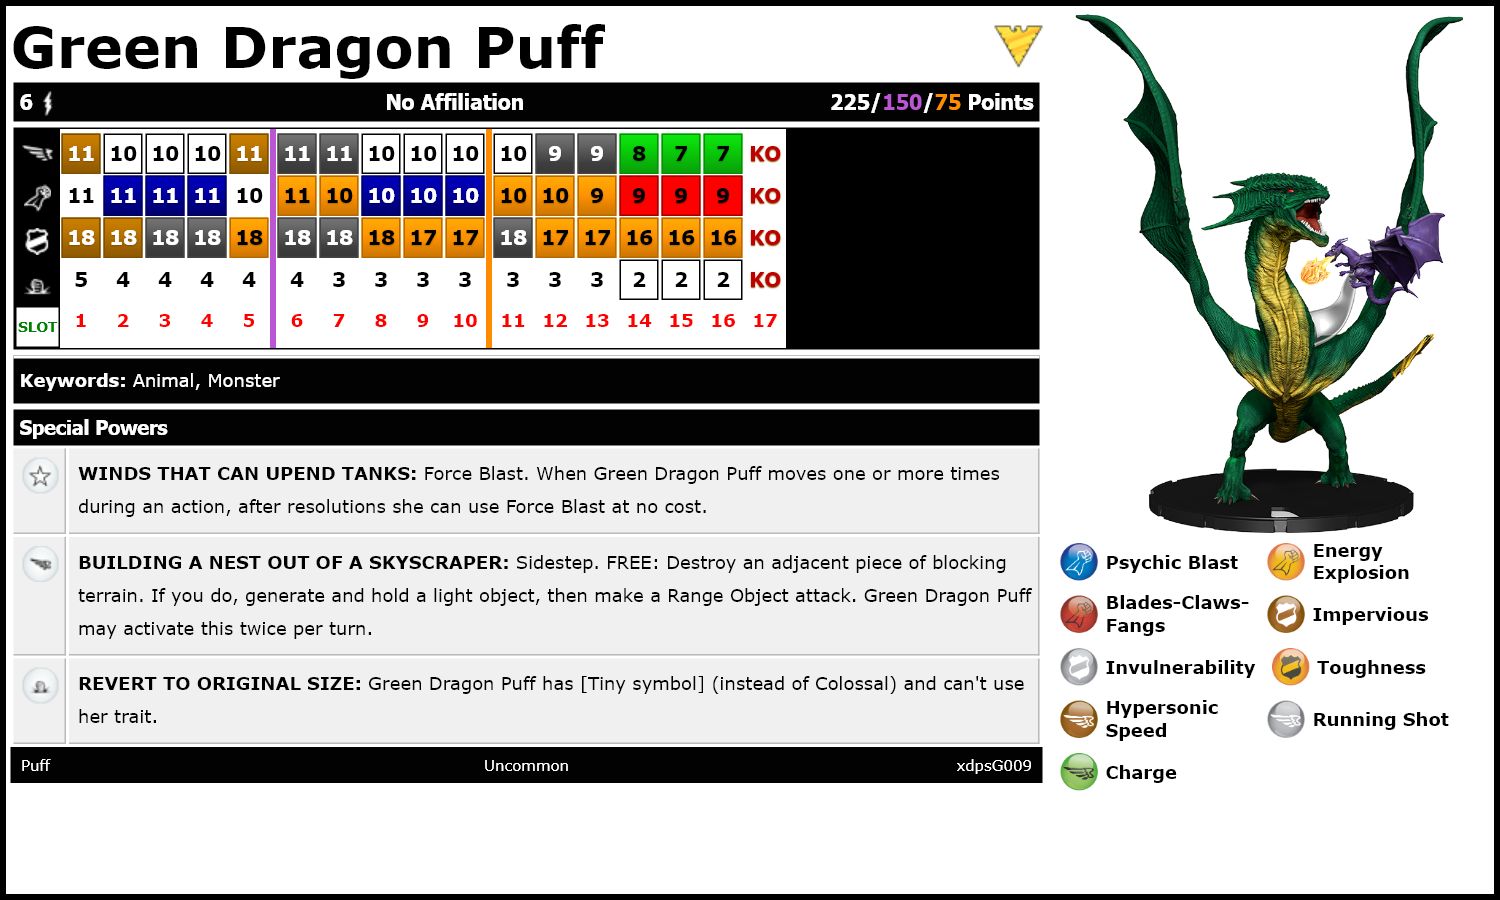 Green Dragon Puff
6 No Affiliation 225/150/75 Points
11 10 10 10 11 11 11 10 10 10 10 9 9 8 7 7 KO
11 11 11 11 10 11 10 10 10 10 10 10 9 9 9 9 KO
18 18 18 18 18 18 18 18 17 17 18 17 17 16 16 16 KO
5 4 4 4 4 4 3 3 3 3 3 3 3 2 2 2 KO
SLOT 1 2 3 4 5 6 7 8 9 10 11 12 13 14 15 16 17
Keywords: Animal, Monster
Special Powers
WINDS THAT CAN UPEND TANKS: Force Blast. When Green Dragon Puff moves one or more times
during an action, after resolutions she can use Force Blast at no cost.
BUILDING A NEST OUT OF A SKYSCRAPER: Sidestep. FREE: Destroy an adjacent piece of blocking
terrain. If you do, generate and hold a light object, then make a Range Object attack. Green Dragon Puff
may activate this twice per turn.
REVERT TO ORIGINAL SIZE: Green Dragon Puff has [Tiny symbol] (instead of Colossal) and can't use
her trait.
Puff Uncommon xdpsG009
Psychic Blast
Energy
Explosion
Blades-Claws-
Fangs
Impervious
Invulnerability
Toughness
Hypersonic
Speed
Running Shot
Charge